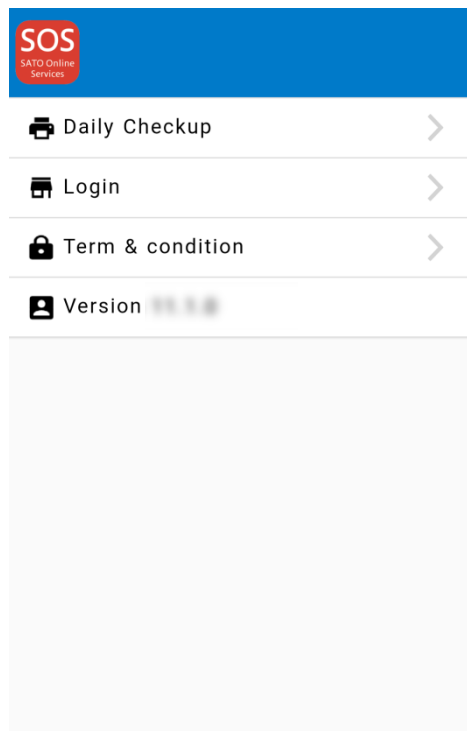 SOS
SATO Online
Services
Daily Checkup
Login
Term & condition
Version